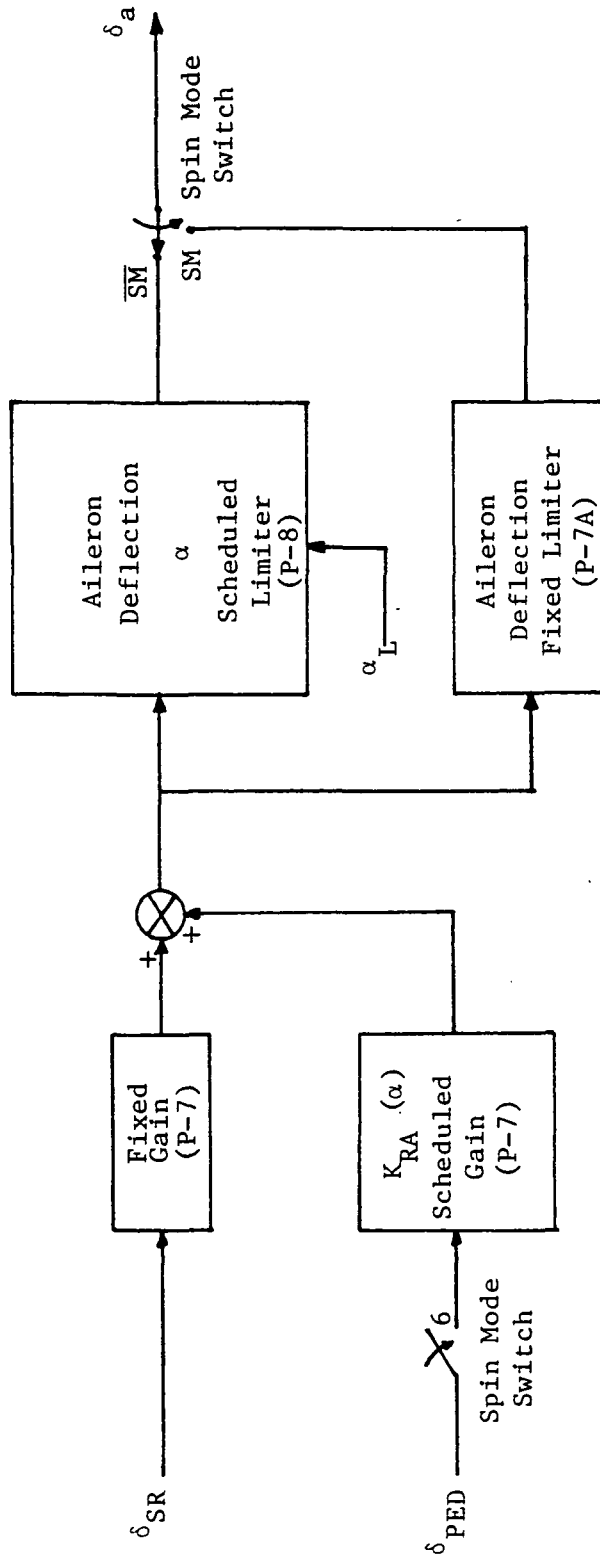 δSR
Fixed
Gain
(P-7)
δPED
6
Spin Mode
Switch
KRA (α)
Scheduled
Gain
(P-7)
+
+
Aileron
Deflection
α
Scheduled
Limiter
(P-8)
αL
Aileron
Deflection
Fixed Limiter
(P-7A)
S̅M̅
SM
Spin Mode
Switch
δa